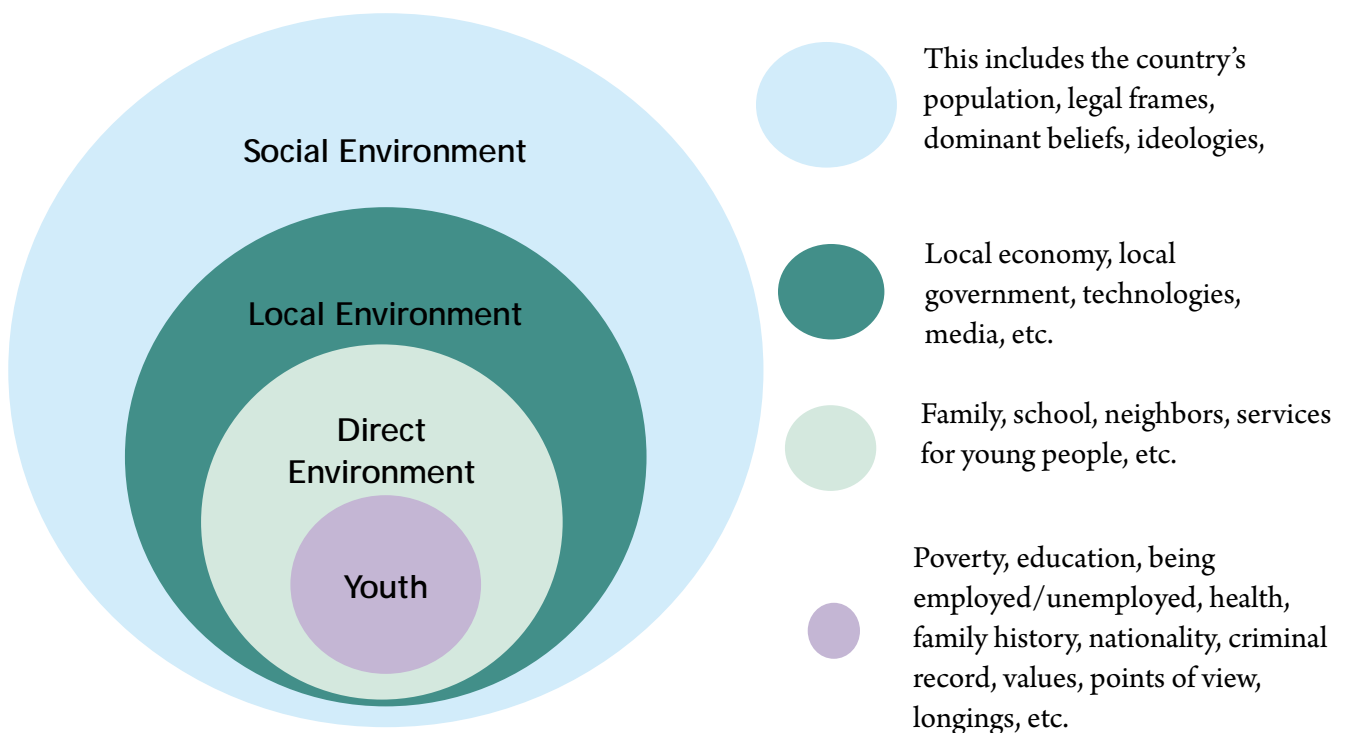 Social Environment
Local Environment
Direct
Environment
Youth
This includes the country’s
population, legal frames,
dominant beliefs, ideologies,
Local economy, local
government, technologies,
media, etc.
Family, school, neighbors, services
for young people, etc.
Poverty, education, being
employed/unemployed, health,
family history, nationality, criminal
record, values, points of view,
longings, etc.